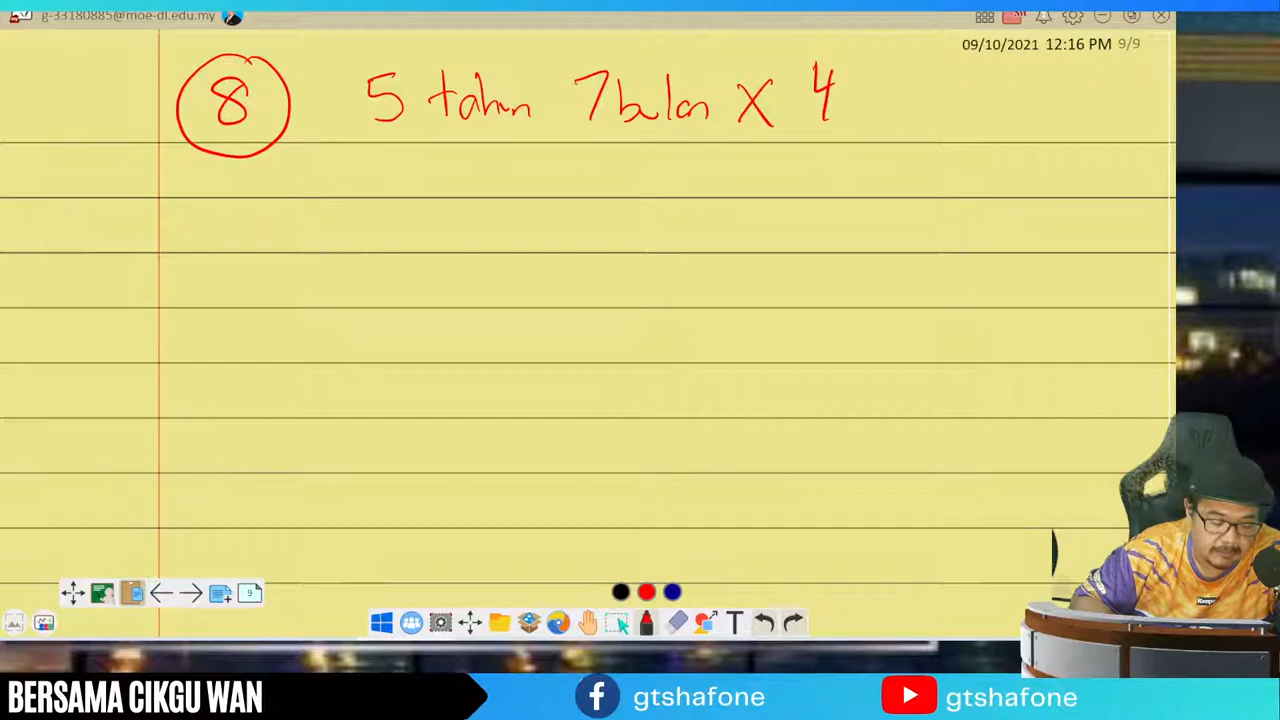 g-33180885@moe-dl.edu.my
09/10/2021 12:16 PM 9/9
8 5 tahun 7 bulan X 4
9
T
BERSAMA CIKGU WAN
gtshafone
gtshafone